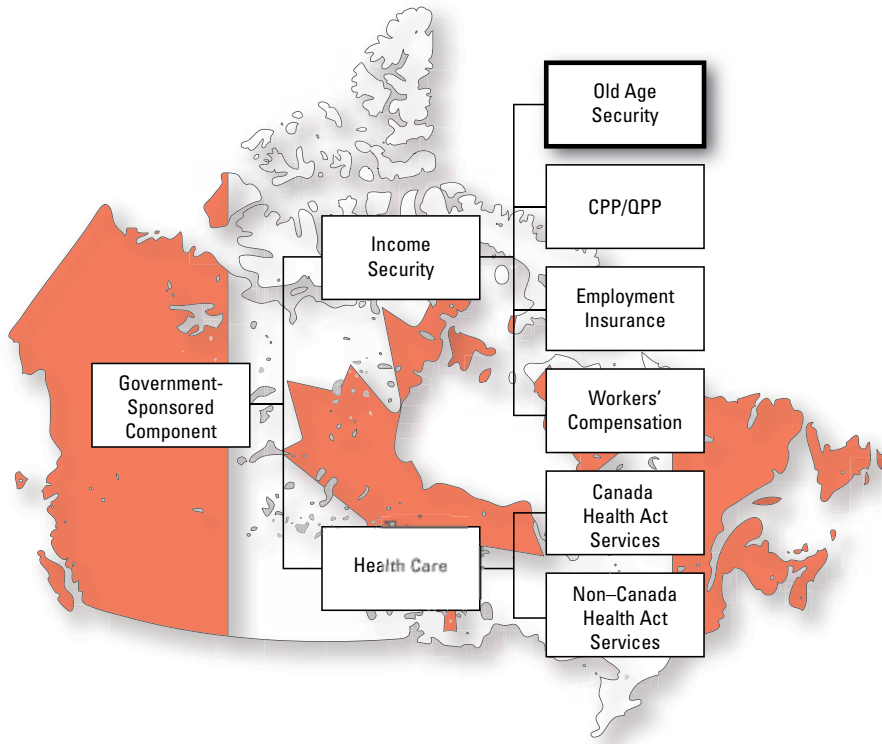 Old Age
Security
CPP/QPP
Income
Security
Employment
Insurance
Government-
Sponsored
Component
Workers'
Compensation
Canada
Health Act
Services
Health Care
Non–Canada
Health Act
Services